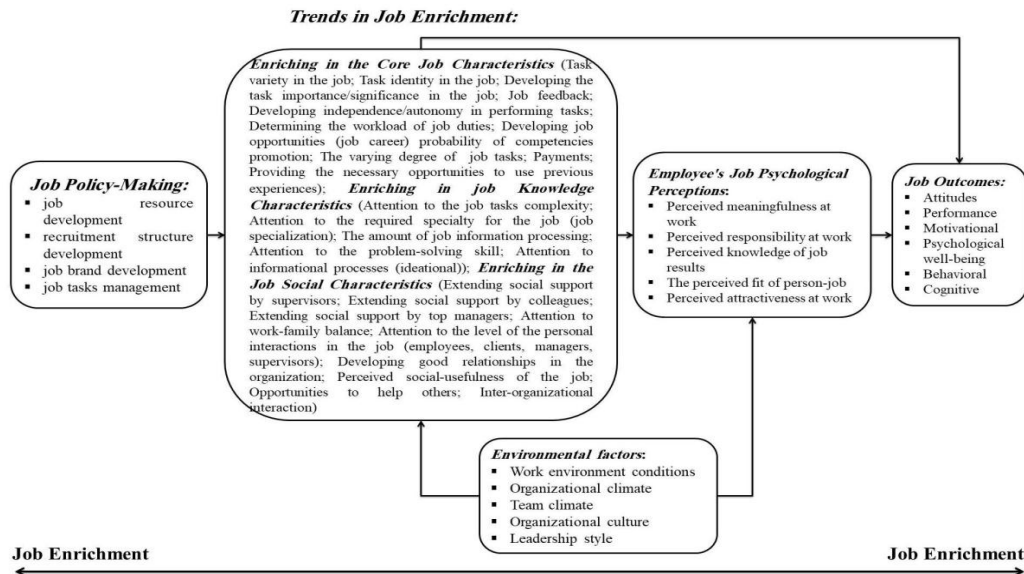 Trends in Job Enrichment:
Job Policy-Making:
▪ job resource
development
▪ recruitment structure
development
▪ job brand development
▪ job tasks management
Enriching in the Core Job Characteristics (Task
variety in the job; Task identity in the job; Developing the
task importance/significance in the job; Job feedback;
Developing independence/autonomy in performing tasks;
Determining the workload of job duties; Developing job
opportunities (job career) probability of competencies
promotion; The varying degree of job tasks; Payments;
Providing the necessary opportunities to use previous
experiences); Enriching in job Knowledge
Characteristics (Attention to the job tasks complexity;
Attention to the required specialty for the job (job
specialization); The amount of job information processing;
Attention to the problem-solving skill; Attention to
informational processes (ideational)); Enriching in the
Job Social Characteristics (Extending social support
by supervisors; Extending social support by colleagues;
Extending social support by top managers; Attention to
work-family balance; Attention to the level of the personal
interactions in the job (employees, clients, managers,
supervisors); Developing good relationships in the
organization; Perceived social-usefulness of the job;
Opportunities to help others; Inter-organizational
interaction)
Employee's Job Psychological
Perceptions:
▪ Perceived meaningfulness at
work
▪ Perceived responsibility at work
▪ Perceived knowledge of job
results
▪ The perceived fit of person-job
▪ Perceived attractiveness at work
Job Outcomes:
▪ Attitudes
▪ Performance
▪ Motivational
▪ Psychological
well-being
▪ Behavioral
▪ Cognitive
Environmental factors:
▪ Work environment conditions
▪ Organizational climate
▪ Team climate
▪ Organizational culture
▪ Leadership style
Job Enrichment
Job Enrichment